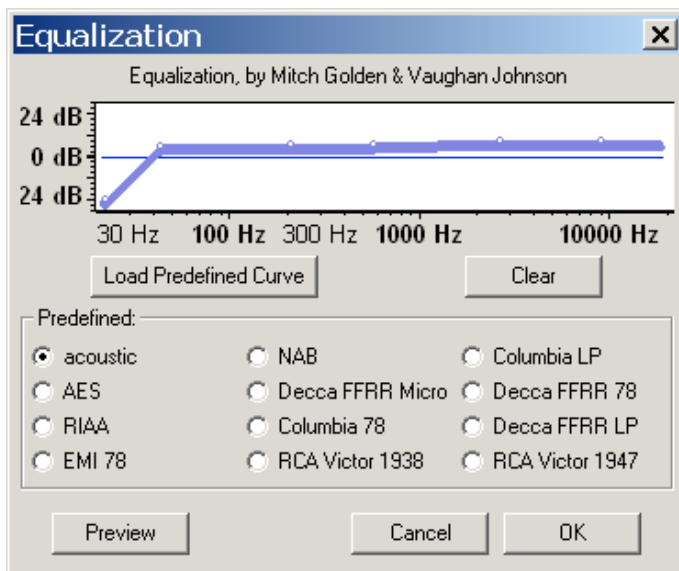 Equalization
Equalization, by Mitch Golden & Vaughan Johnson
24 dB
0 dB
24 dB
30 Hz 100 Hz 300 Hz 1000 Hz 10000 Hz
Load Predefined Curve Clear
Predefined:
acoustic NAB Columbia LP
AES Decca FFRR Micro Decca FFRR 78
RIAA Columbia 78 Decca FFRR LP
EMI 78 RCA Victor 1938 RCA Victor 1947
Preview Cancel OK